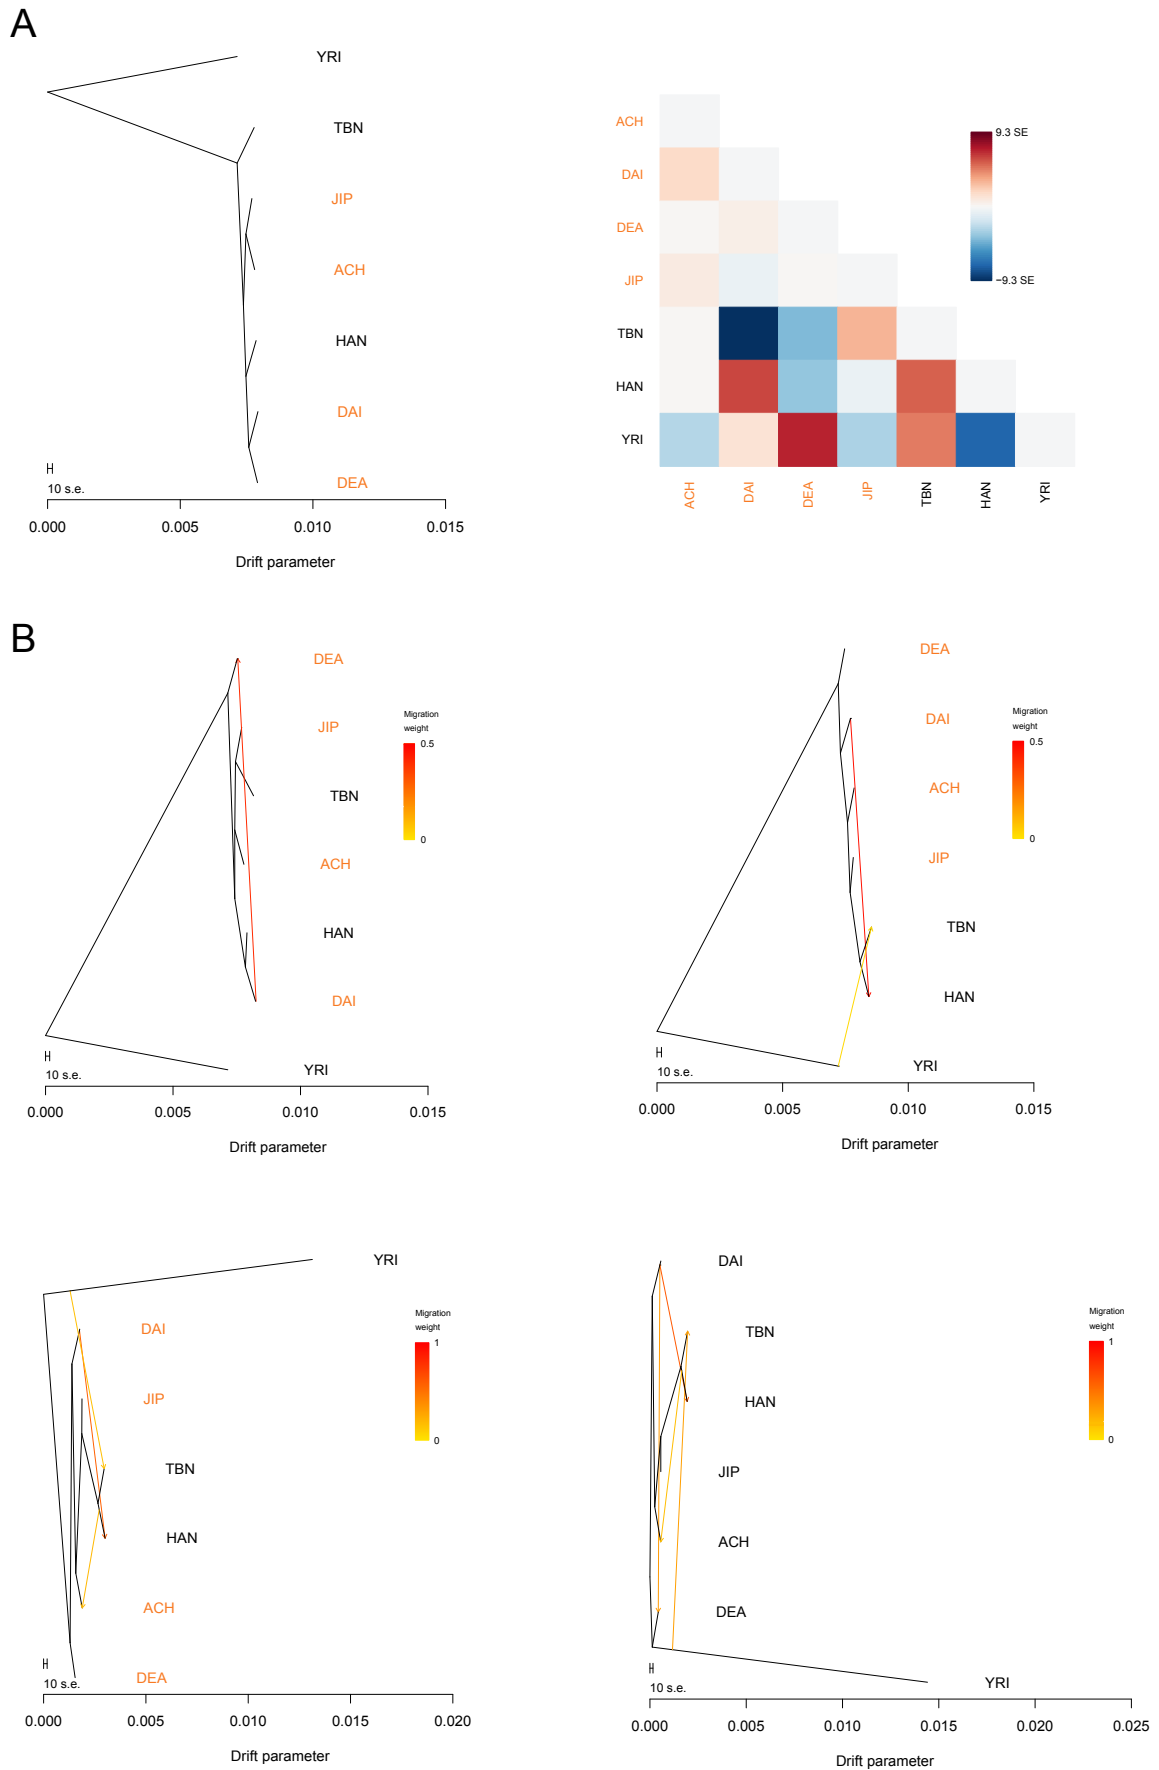 A
YRI
TBN
JIP
ACH
HAN
DAI
DEA
10 s.e.
0.000 0.005 0.010 0.015
Drift parameter
ACH
DAI
DEA
JIP
TBN
HAN
YRI
ACH DAI DEA JIP TBN HAN YRI
9.3 SE
−9.3 SE
B
DEA
JIP
TBN
ACH
HAN
DAI
YRI
Migration
weight
0.5
0
10 s.e.
0.000 0.005 0.010 0.015
Drift parameter
DEA
DAI
ACH
JIP
TBN
HAN
YRI
Migration
weight
0.5
0
10 s.e.
0.000 0.005 0.010 0.015
Drift parameter
YRI
DAI
JIP
TBN
HAN
ACH
DEA
Migration
weight
1
0
10 s.e.
0.000 0.005 0.010 0.015 0.020
Drift parameter
DAI
TBN
HAN
JIP
ACH
DEA
YRI
Migration
weight
1
0
10 s.e.
0.000 0.005 0.010 0.015 0.020 0.025
Drift parameter